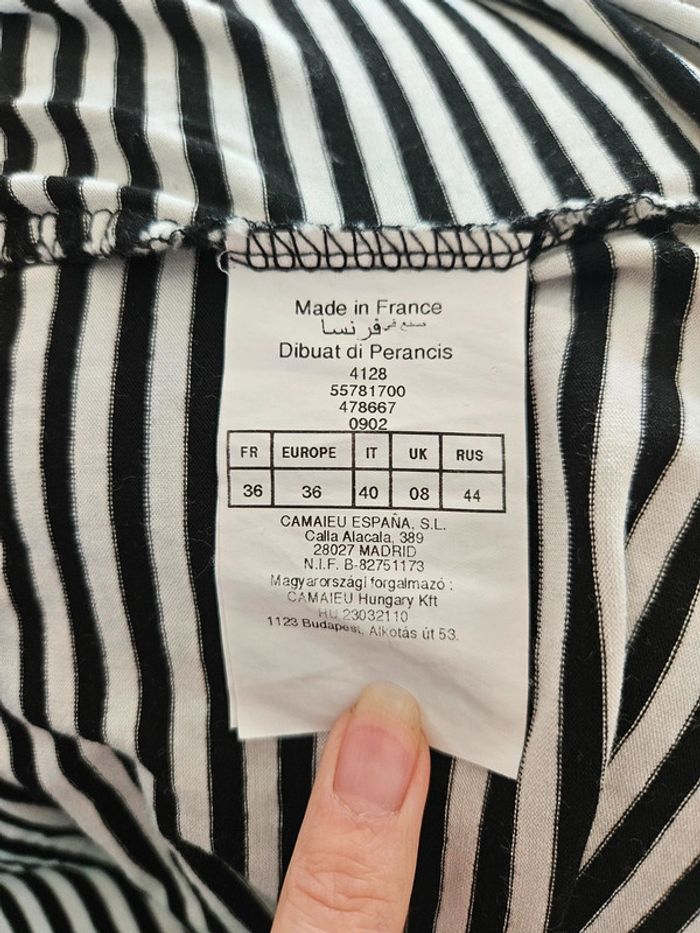 Made in France
صنع في فرنسا
Dibuat di Perancis
4128
55781700
478667
0902
FR EUROPE IT UK RUS
36 36 40 08 44
CAMAIEU ESPAÑA, S.L.
Calla Alacala, 389
28027 MADRID
N.I.F. B-82751173
Magyarországi forgalmazó :
CAMAIEU Hungary Kft
HU 23032110
1123 Budapest, Alkotás út 53.